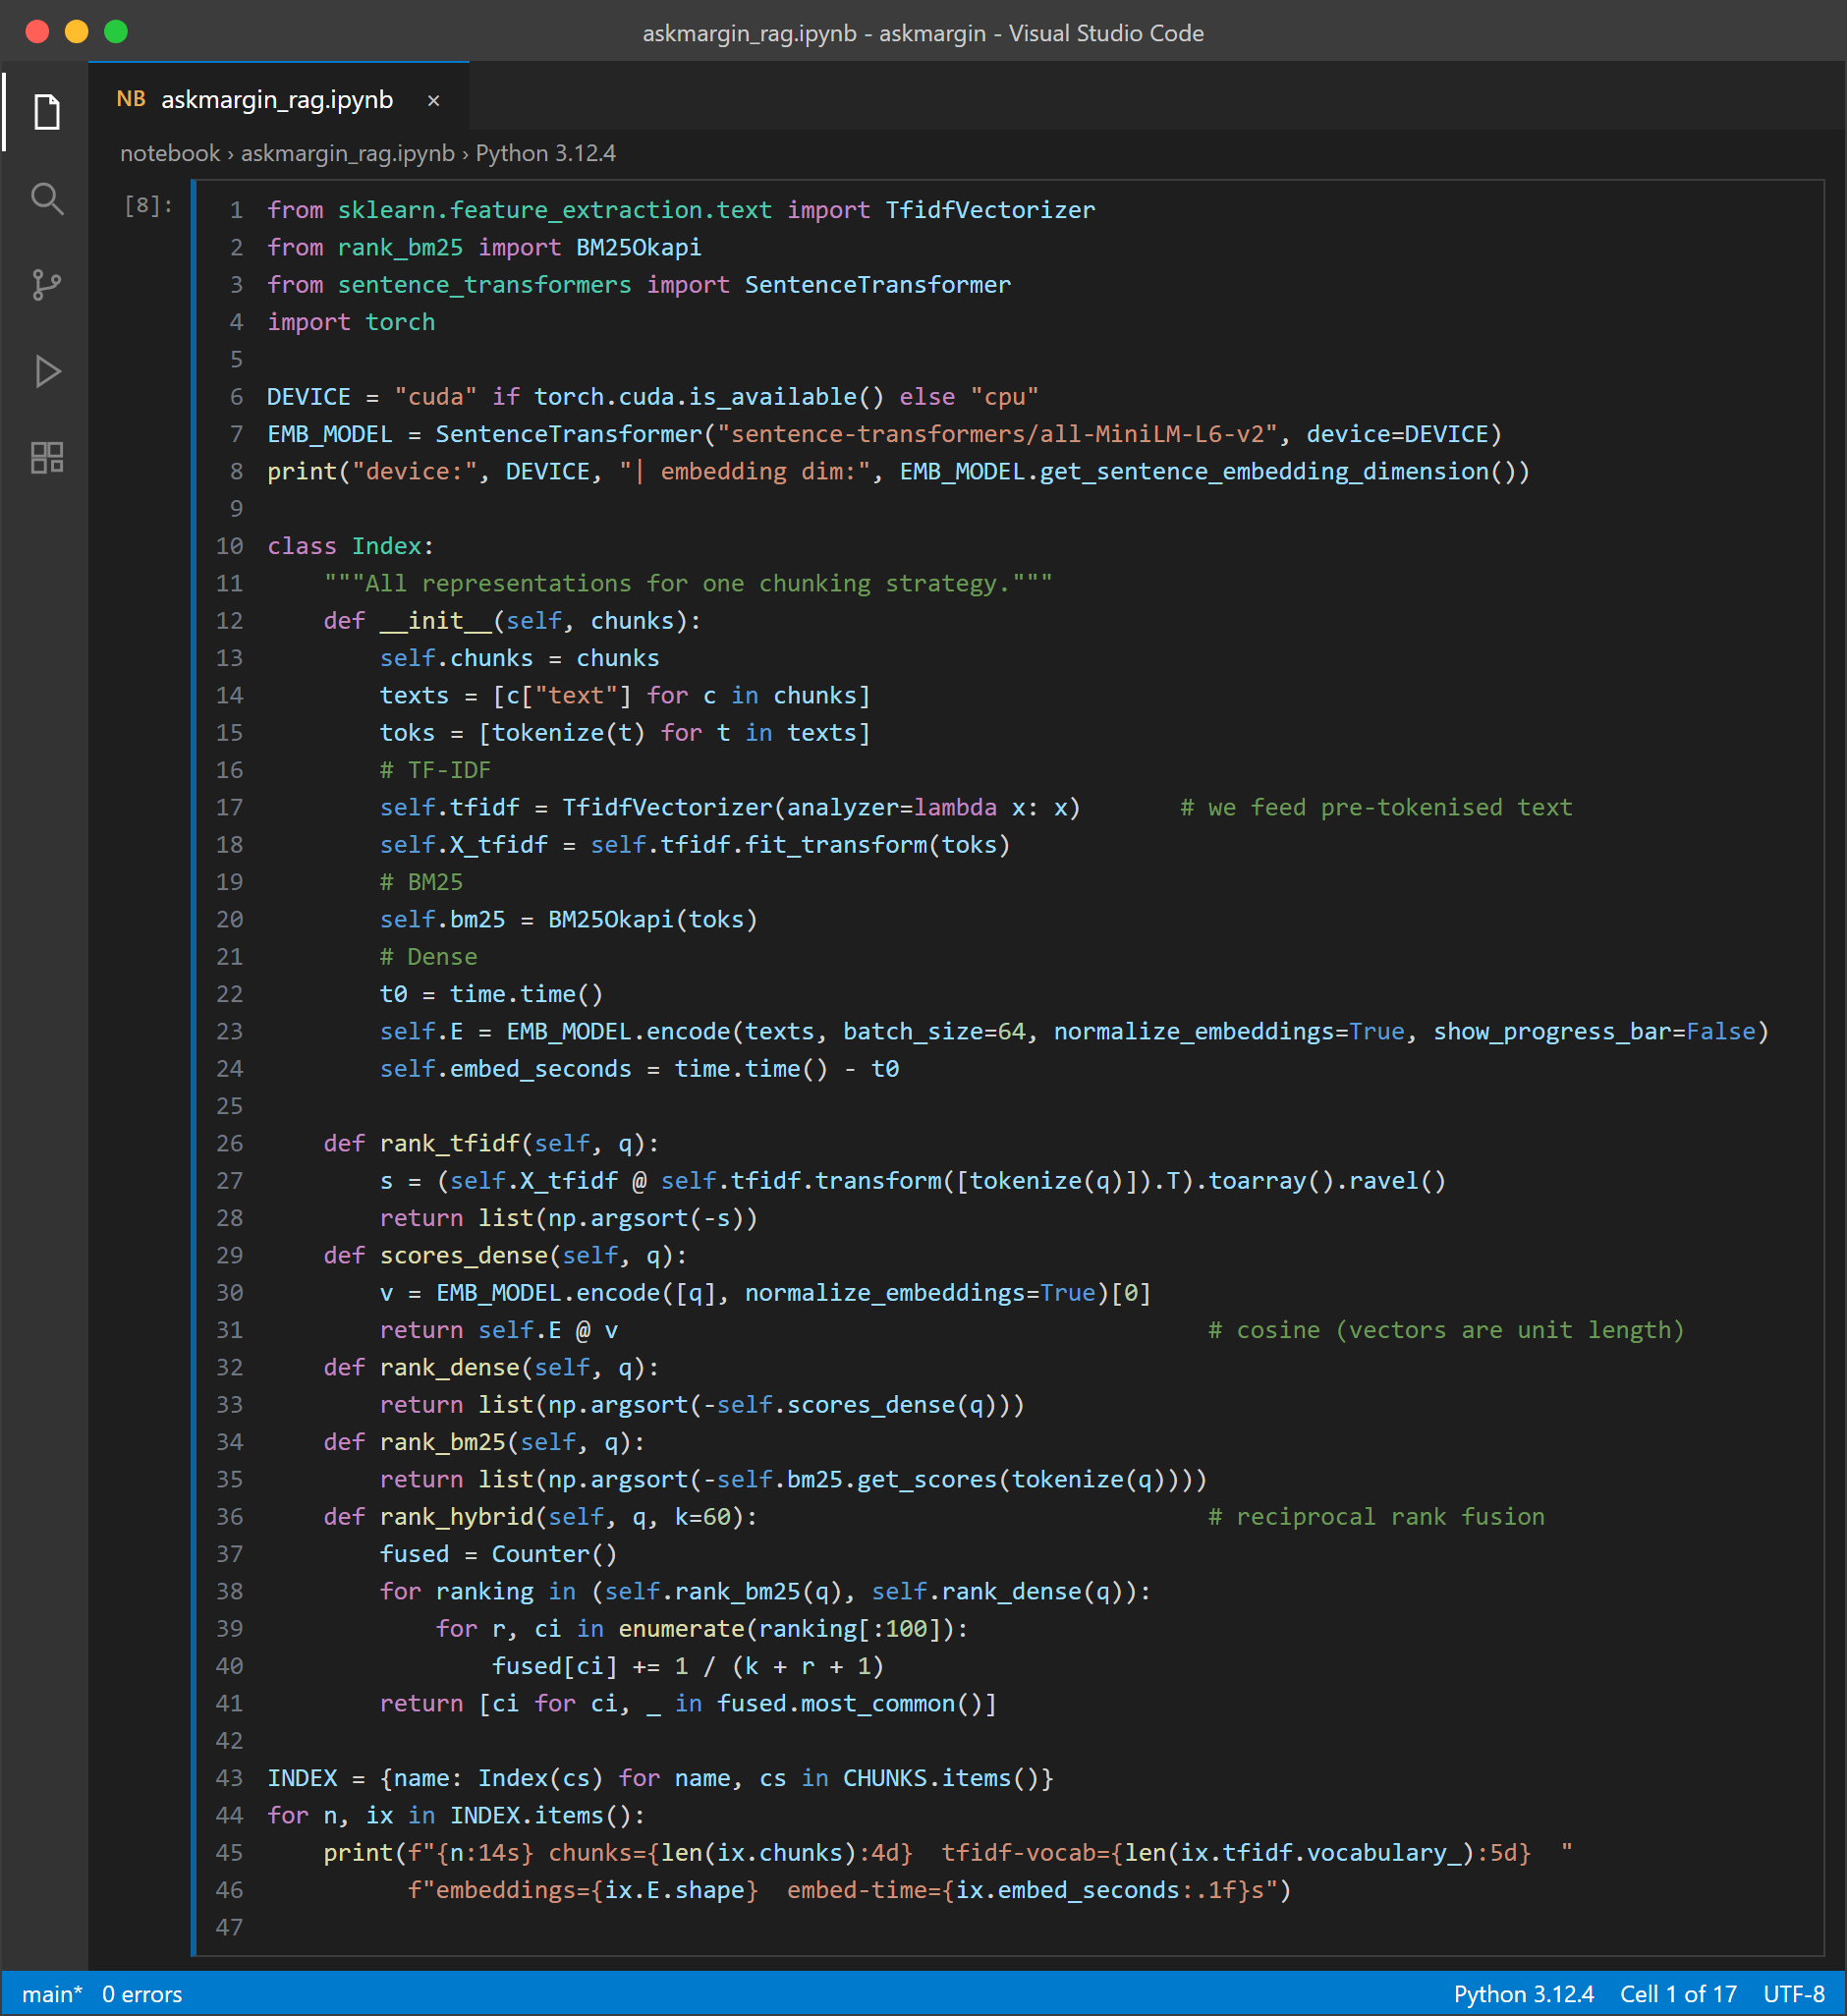 askmargin_rag.ipynb - askmargin - Visual Studio Code
NB askmargin_rag.ipynb ×
notebook › askmargin_rag.ipynb › Python 3.12.4
[8]:
1 from sklearn.feature_extraction.text import TfidfVectorizer
2 from rank_bm25 import BM25Okapi
3 from sentence_transformers import SentenceTransformer
4 import torch
5
6 DEVICE = "cuda" if torch.cuda.is_available() else "cpu"
7 EMB_MODEL = SentenceTransformer("sentence-transformers/all-MiniLM-L6-v2", device=DEVICE)
8 print("device:", DEVICE, "| embedding dim:", EMB_MODEL.get_sentence_embedding_dimension())
9
10 class Index:
11     """All representations for one chunking strategy."""
12     def __init__(self, chunks):
13         self.chunks = chunks
14         texts = [c["text"] for c in chunks]
15         toks = [tokenize(t) for t in texts]
16         # TF-IDF
17         self.tfidf = TfidfVectorizer(analyzer=lambda x: x)       # we feed pre-tokenised text
18         self.X_tfidf = self.tfidf.fit_transform(toks)
19         # BM25
20         self.bm25 = BM25Okapi(toks)
21         # Dense
22         t0 = time.time()
23         self.E = EMB_MODEL.encode(texts, batch_size=64, normalize_embeddings=True, show_progress_bar=False)
24         self.embed_seconds = time.time() - t0
25
26     def rank_tfidf(self, q):
27         s = (self.X_tfidf @ self.tfidf.transform([tokenize(q)]).T).toarray().ravel()
28         return list(np.argsort(-s))
29     def scores_dense(self, q):
30         v = EMB_MODEL.encode([q], normalize_embeddings=True)[0]
31         return self.E @ v                                          # cosine (vectors are unit length)
32     def rank_dense(self, q):
33         return list(np.argsort(-self.scores_dense(q)))
34     def rank_bm25(self, q):
35         return list(np.argsort(-self.bm25.get_scores(tokenize(q))))
36     def rank_hybrid(self, q, k=60):                                # reciprocal rank fusion
37         fused = Counter()
38         for ranking in (self.rank_bm25(q), self.rank_dense(q)):
39             for r, ci in enumerate(ranking[:100]):
40                 fused[ci] += 1 / (k + r + 1)
41         return [ci for ci, _ in fused.most_common()]
42
43 INDEX = {name: Index(cs) for name, cs in CHUNKS.items()}
44 for n, ix in INDEX.items():
45     print(f"{n:14s} chunks={len(ix.chunks):4d}  tfidf-vocab={len(ix.tfidf.vocabulary_):5d}  "
46           f"embeddings={ix.E.shape}  embed-time={ix.embed_seconds:.1f}s")
47
main* 0 errors Python 3.12.4 Cell 1 of 17 UTF-8